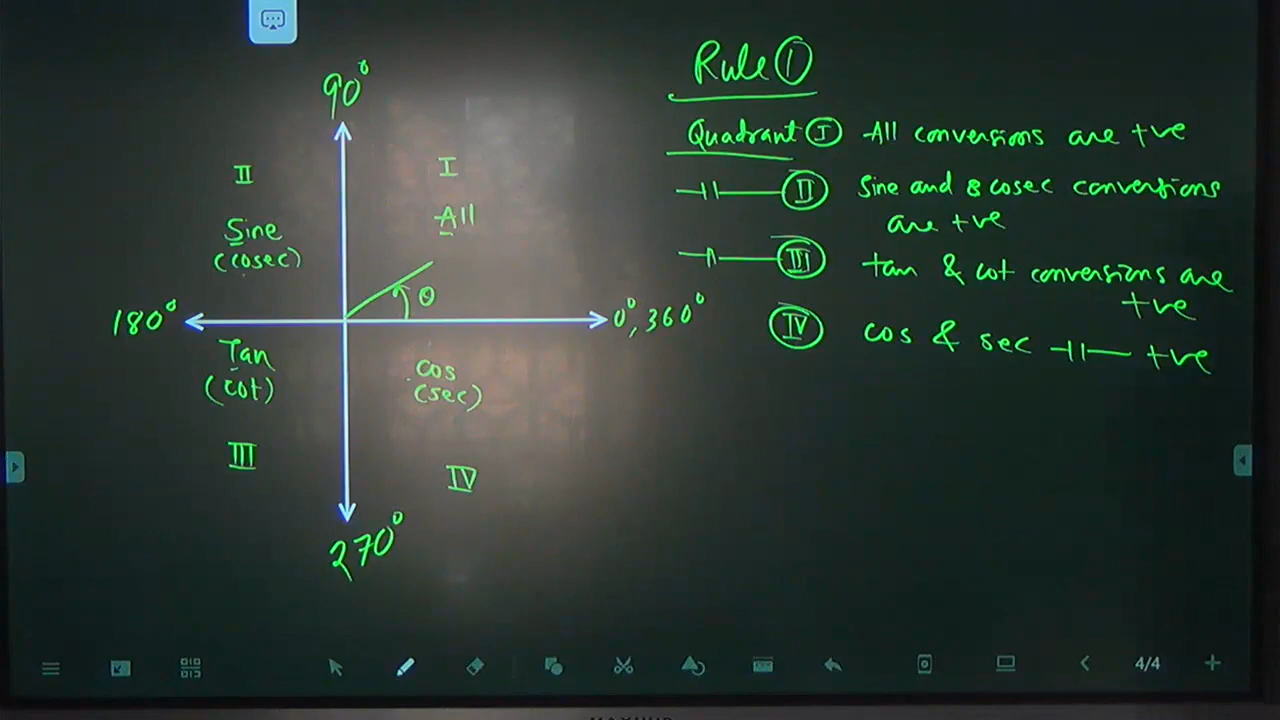 90°
II
I
Sine
(cosec)
All
θ
180°
0°, 360°
Tan
(cot)
cos
(sec)
III
IV
270°
Rule ①
Quadrant Ⓘ All conversions are +ve
—||— II Sine and & cosec conversions
are +ve
—||— III tan & cot conversions are
+ve
IV cos & sec —||— +ve
4/4